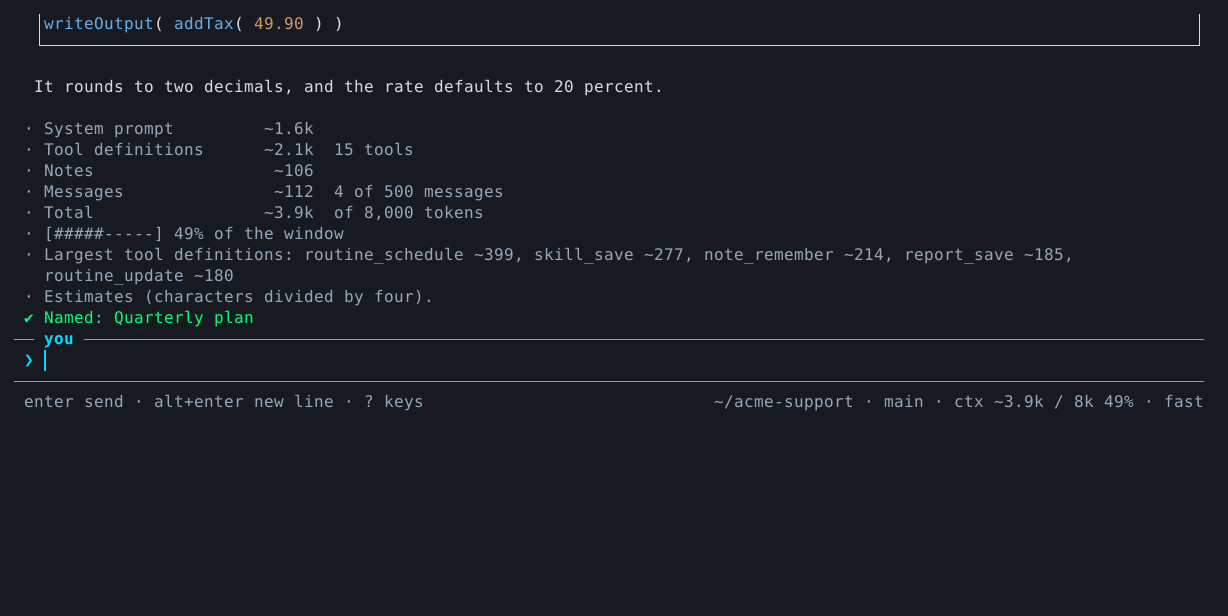 writeOutput( addTax( 49.90 ) )
It rounds to two decimals, and the rate defaults to 20 percent.
· System prompt         ~1.6k
· Tool definitions      ~2.1k  15 tools
· Notes                  ~106
· Messages               ~112  4 of 500 messages
· Total                 ~3.9k  of 8,000 tokens
· [#####-----] 49% of the window
· Largest tool definitions: routine_schedule ~399, skill_save ~277, note_remember ~214, report_save ~185,
routine_update ~180
· Estimates (characters divided by four).
✔ Named: Quarterly plan
you
❯
enter send · alt+enter new line · ? keys                             ~/acme-support · main · ctx ~3.9k / 8k 49% · fast